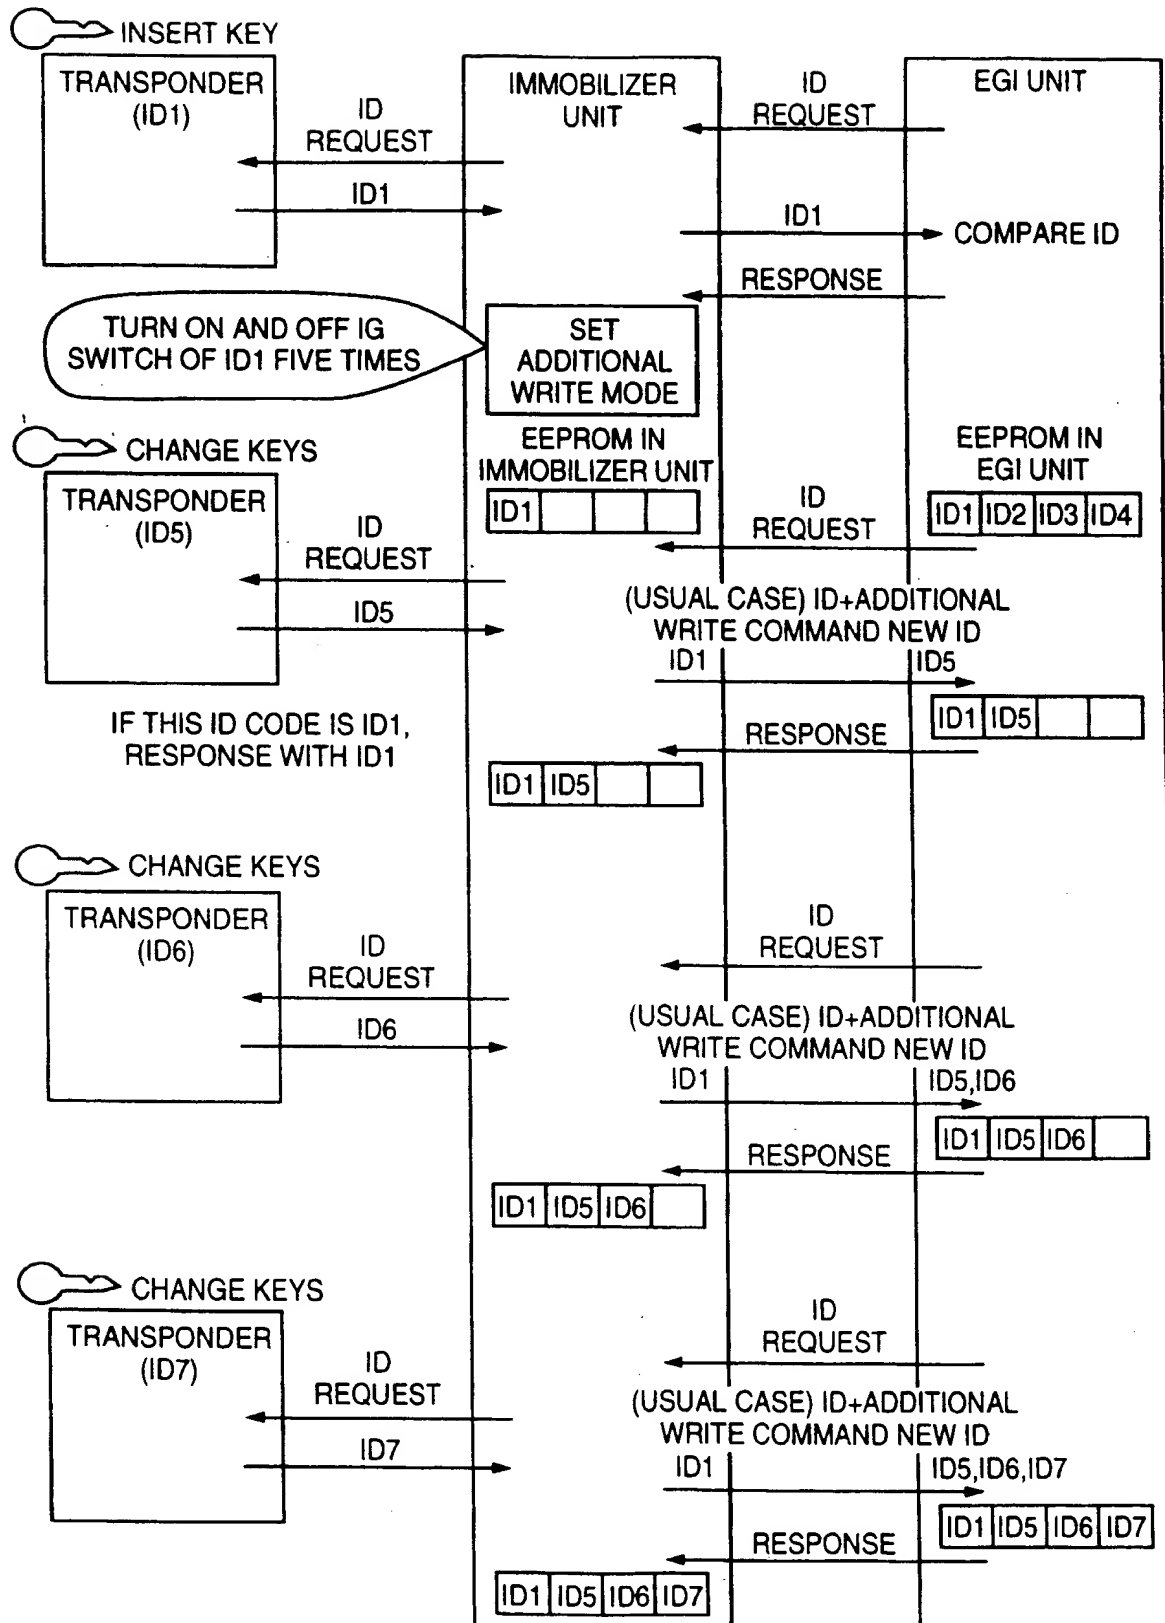 INSERT KEY
TRANSPONDER
(ID1)
IMMOBILIZER
UNIT
EGI UNIT
ID
REQUEST
ID
REQUEST
ID1
ID1
COMPARE ID
RESPONSE
TURN ON AND OFF IG
SWITCH OF ID1 FIVE TIMES
SET
ADDITIONAL
WRITE MODE
CHANGE KEYS
TRANSPONDER
(ID5)
EEPROM IN
IMMOBILIZER UNIT
ID1
EEPROM IN
EGI UNIT
ID1 ID2 ID3 ID4
ID
REQUEST
ID
REQUEST
ID5
(USUAL CASE) ID+ADDITIONAL
WRITE COMMAND NEW ID
ID1 ID5
ID1 ID5
IF THIS ID CODE IS ID1,
RESPONSE WITH ID1
RESPONSE
ID1 ID5
CHANGE KEYS
TRANSPONDER
(ID6)
ID
REQUEST
ID
REQUEST
ID6
(USUAL CASE) ID+ADDITIONAL
WRITE COMMAND NEW ID
ID1 ID5,ID6
ID1 ID5 ID6
RESPONSE
ID1 ID5 ID6
CHANGE KEYS
TRANSPONDER
(ID7)
ID
REQUEST
ID
REQUEST
ID7
(USUAL CASE) ID+ADDITIONAL
WRITE COMMAND NEW ID
ID1 ID5,ID6,ID7
ID1 ID5 ID6 ID7
RESPONSE
ID1 ID5 ID6 ID7